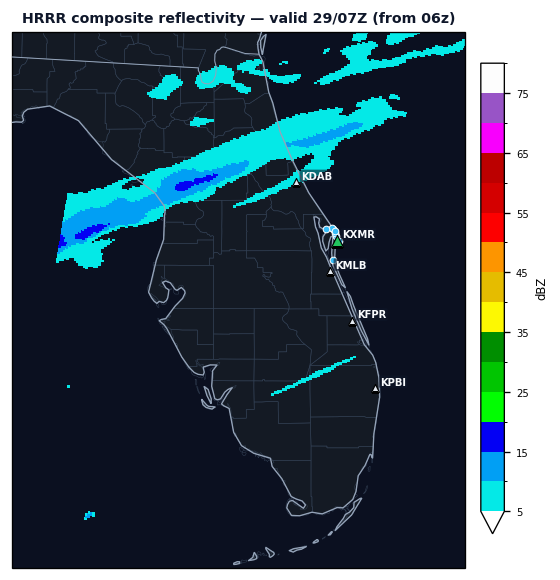 HRRR composite reflectivity — valid 29/07Z (from 06z)
KDAB
KXMR
KMLB
KFPR
KPBI
75
65
55
45
35
25
15
5
dBZ